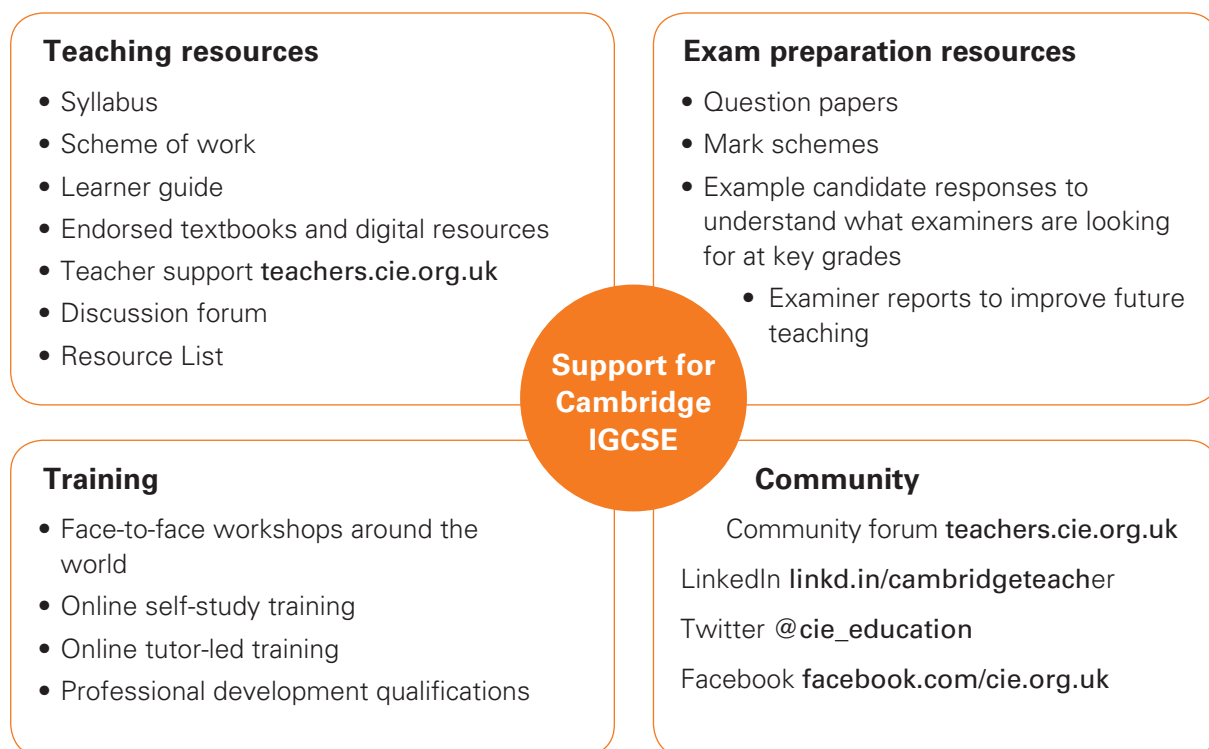 Teaching resources
• Syllabus
• Scheme of work
• Learner guide
• Endorsed textbooks and digital resources
• Teacher support teachers.cie.org.uk
• Discussion forum
• Resource List
Exam preparation resources
• Question papers
• Mark schemes
• Example candidate responses to
understand what examiners are looking
for at key grades
• Examiner reports to improve future
teaching
Support for
Cambridge
IGCSE
Training
• Face-to-face workshops around the
world
• Online self-study training
• Online tutor-led training
• Professional development qualifications
Community
Community forum teachers.cie.org.uk
LinkedIn linkd.in/cambridgeteacher
Twitter @cie_education
Facebook facebook.com/cie.org.uk